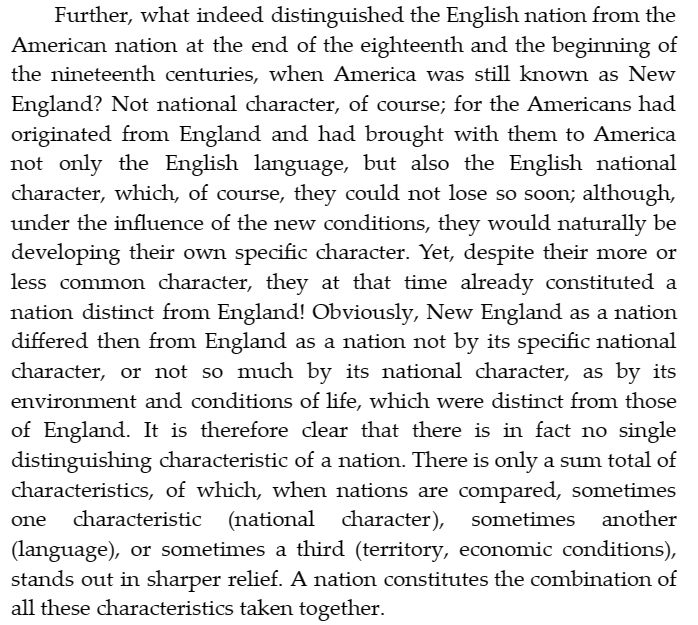 Further, what indeed distinguished the English nation from the
American nation at the end of the eighteenth and the beginning of
the nineteenth centuries, when America was still known as New
England? Not national character, of course; for the Americans had
originated from England and had brought with them to America
not only the English language, but also the English national
character, which, of course, they could not lose so soon; although,
under the influence of the new conditions, they would naturally be
developing their own specific character. Yet, despite their more or
less common character, they at that time already constituted a
nation distinct from England! Obviously, New England as a nation
differed then from England as a nation not by its specific national
character, or not so much by its national character, as by its
environment and conditions of life, which were distinct from those
of England. It is therefore clear that there is in fact no single
distinguishing characteristic of a nation. There is only a sum total of
characteristics, of which, when nations are compared, sometimes
one characteristic (national character), sometimes another
(language), or sometimes a third (territory, economic conditions),
stands out in sharper relief. A nation constitutes the combination of
all these characteristics taken together.